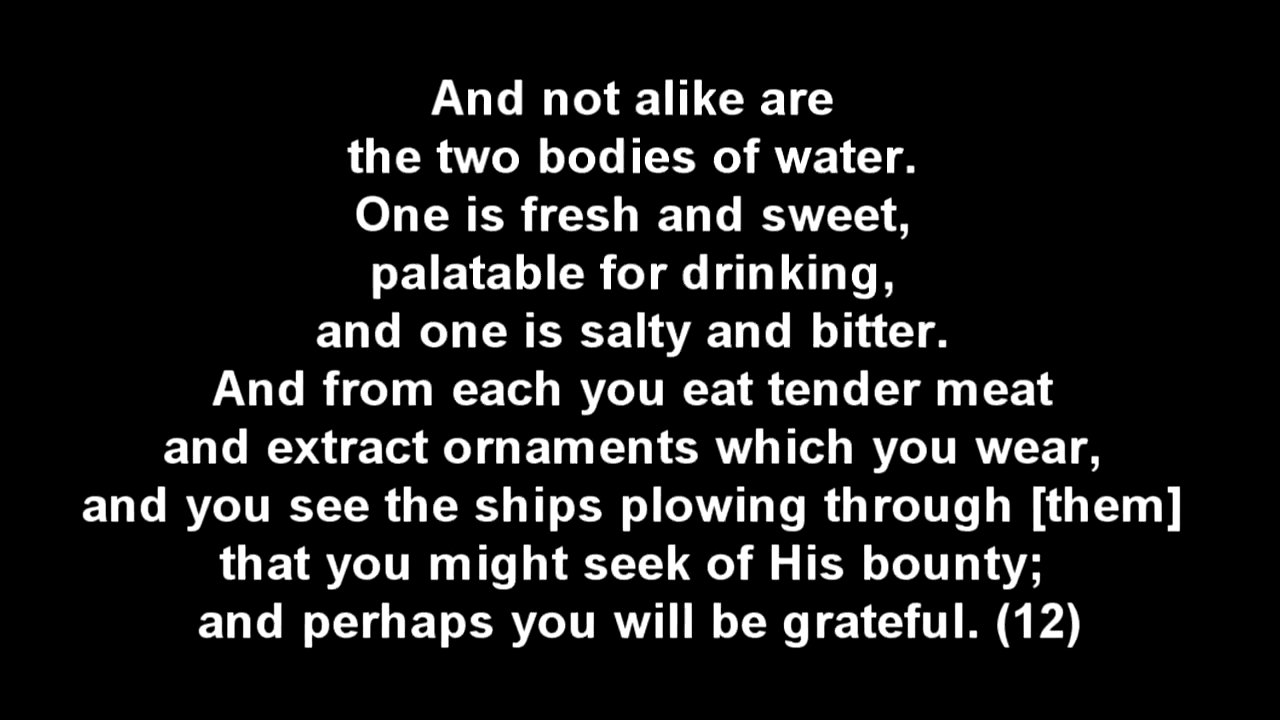 And not alike are
the two bodies of water.
One is fresh and sweet,
palatable for drinking,
and one is salty and bitter.
And from each you eat tender meat
and extract ornaments which you wear,
and you see the ships plowing through [them]
that you might seek of His bounty;
and perhaps you will be grateful. (12)